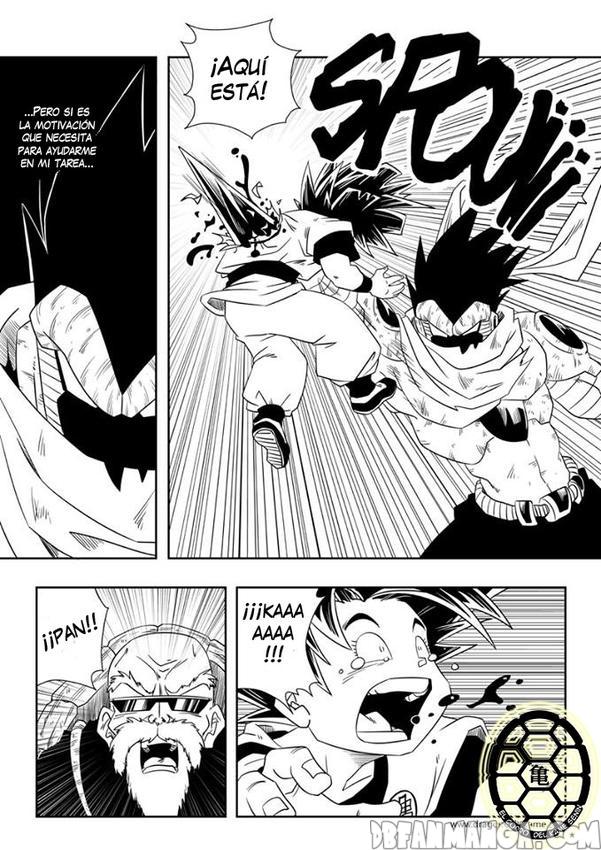 ...PERO SI ES
LA MOTIVACIÓN
QUE NECESITA
PARA AYUDARME
EN MI TAREA...
¡AQUÍ
ESTÁ!
¡¡PAN!!
¡¡¡KAAA
AAAA
!!!
亀
DBFANMANGA.COM